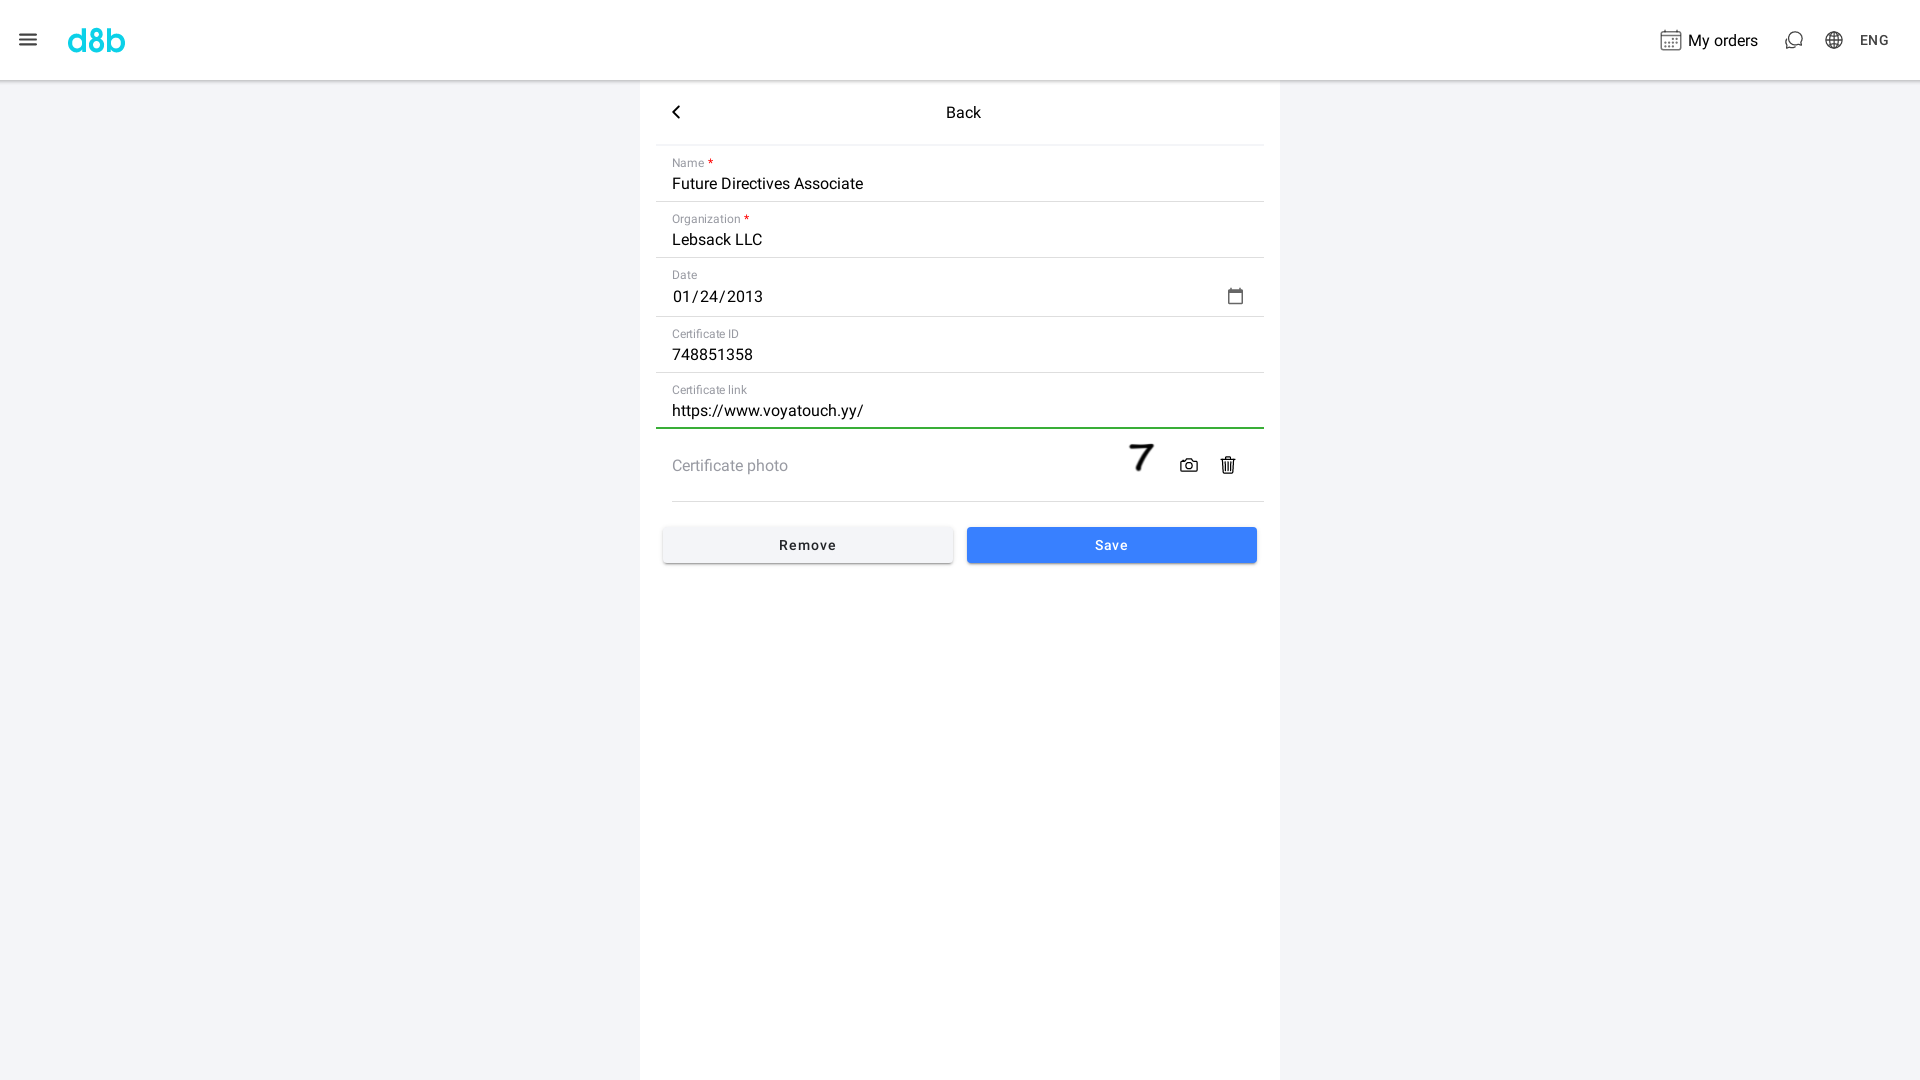 d8b
My orders
ENG
Back
Name *
Future Directives Associate
Organization *
Lebsack LLC
Date
01/24/2013
Certificate ID
748851358
Certificate link
https://www.voyatouch.yy/
Certificate photo
7
Remove
Save